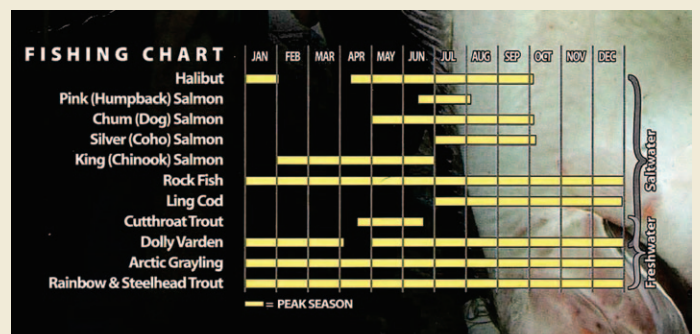 FISHING CHART JAN FEB MAR APR MAY JUN JUL AUG SEP OCT NOV DEC
Halibut
Pink (Humpback) Salmon
Chum (Dog) Salmon
Silver (Coho) Salmon
King (Chinook) Salmon
Rock Fish
Ling Cod
Cutthroat Trout
Dolly Varden
Arctic Grayling
Rainbow & Steelhead Trout
Saltwater
Freshwater
= PEAK SEASON